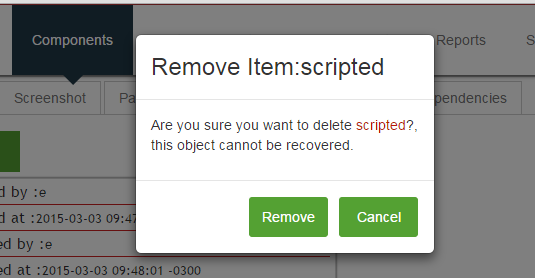 Components
Reports
Remove Item:scripted
Screenshot
pendencies
Are you sure you want to delete scripted?,
this object cannot be recovered.
d by :e
d at :2015-03-03 09:47
ed by :e
Remove Cancel
ed at :2015-03-03 09:48:01 -0300